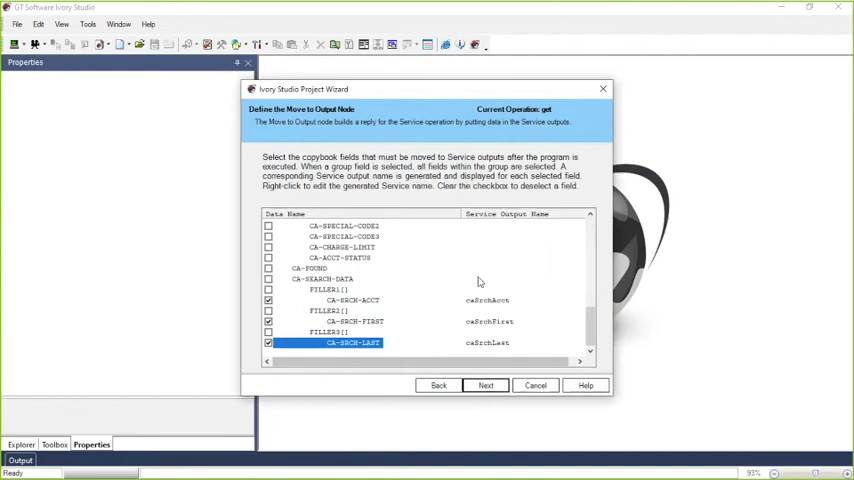 GT Software Ivory Studio
File Edit View Tools Window Help
Properties
Ivory Studio Project Wizard
Define the Move to Output Node Current Operation: get
The Move to Output node builds a reply for the Service operation by putting data in the Service outputs.
Select the copybook fields that must be moved to Service outputs after the program is
executed. When a group field is selected, all fields within the group are selected. A
corresponding Service output name is generated and displayed for each selected field.
Right-click to edit the generated Service name. Clear the checkbox to deselect a field.
Data Name Service Output Name
CA-SPECIAL-CODE2
CA-SPECIAL-CODE3
CA-CHARGE-LIMIT
CA-ACCT-STATUS
CA-FOUND
CA-SEARCH-DATA
FILLER1[]
CA-SRCH-ACCT caSrchAcct
FILLER2[]
CA-SRCH-FIRST caSrchFirst
FILLER3[]
CA-SRCH-LAST caSrchLast
Back Next Cancel Help
Explorer Toolbox Properties
Output
Ready 93%